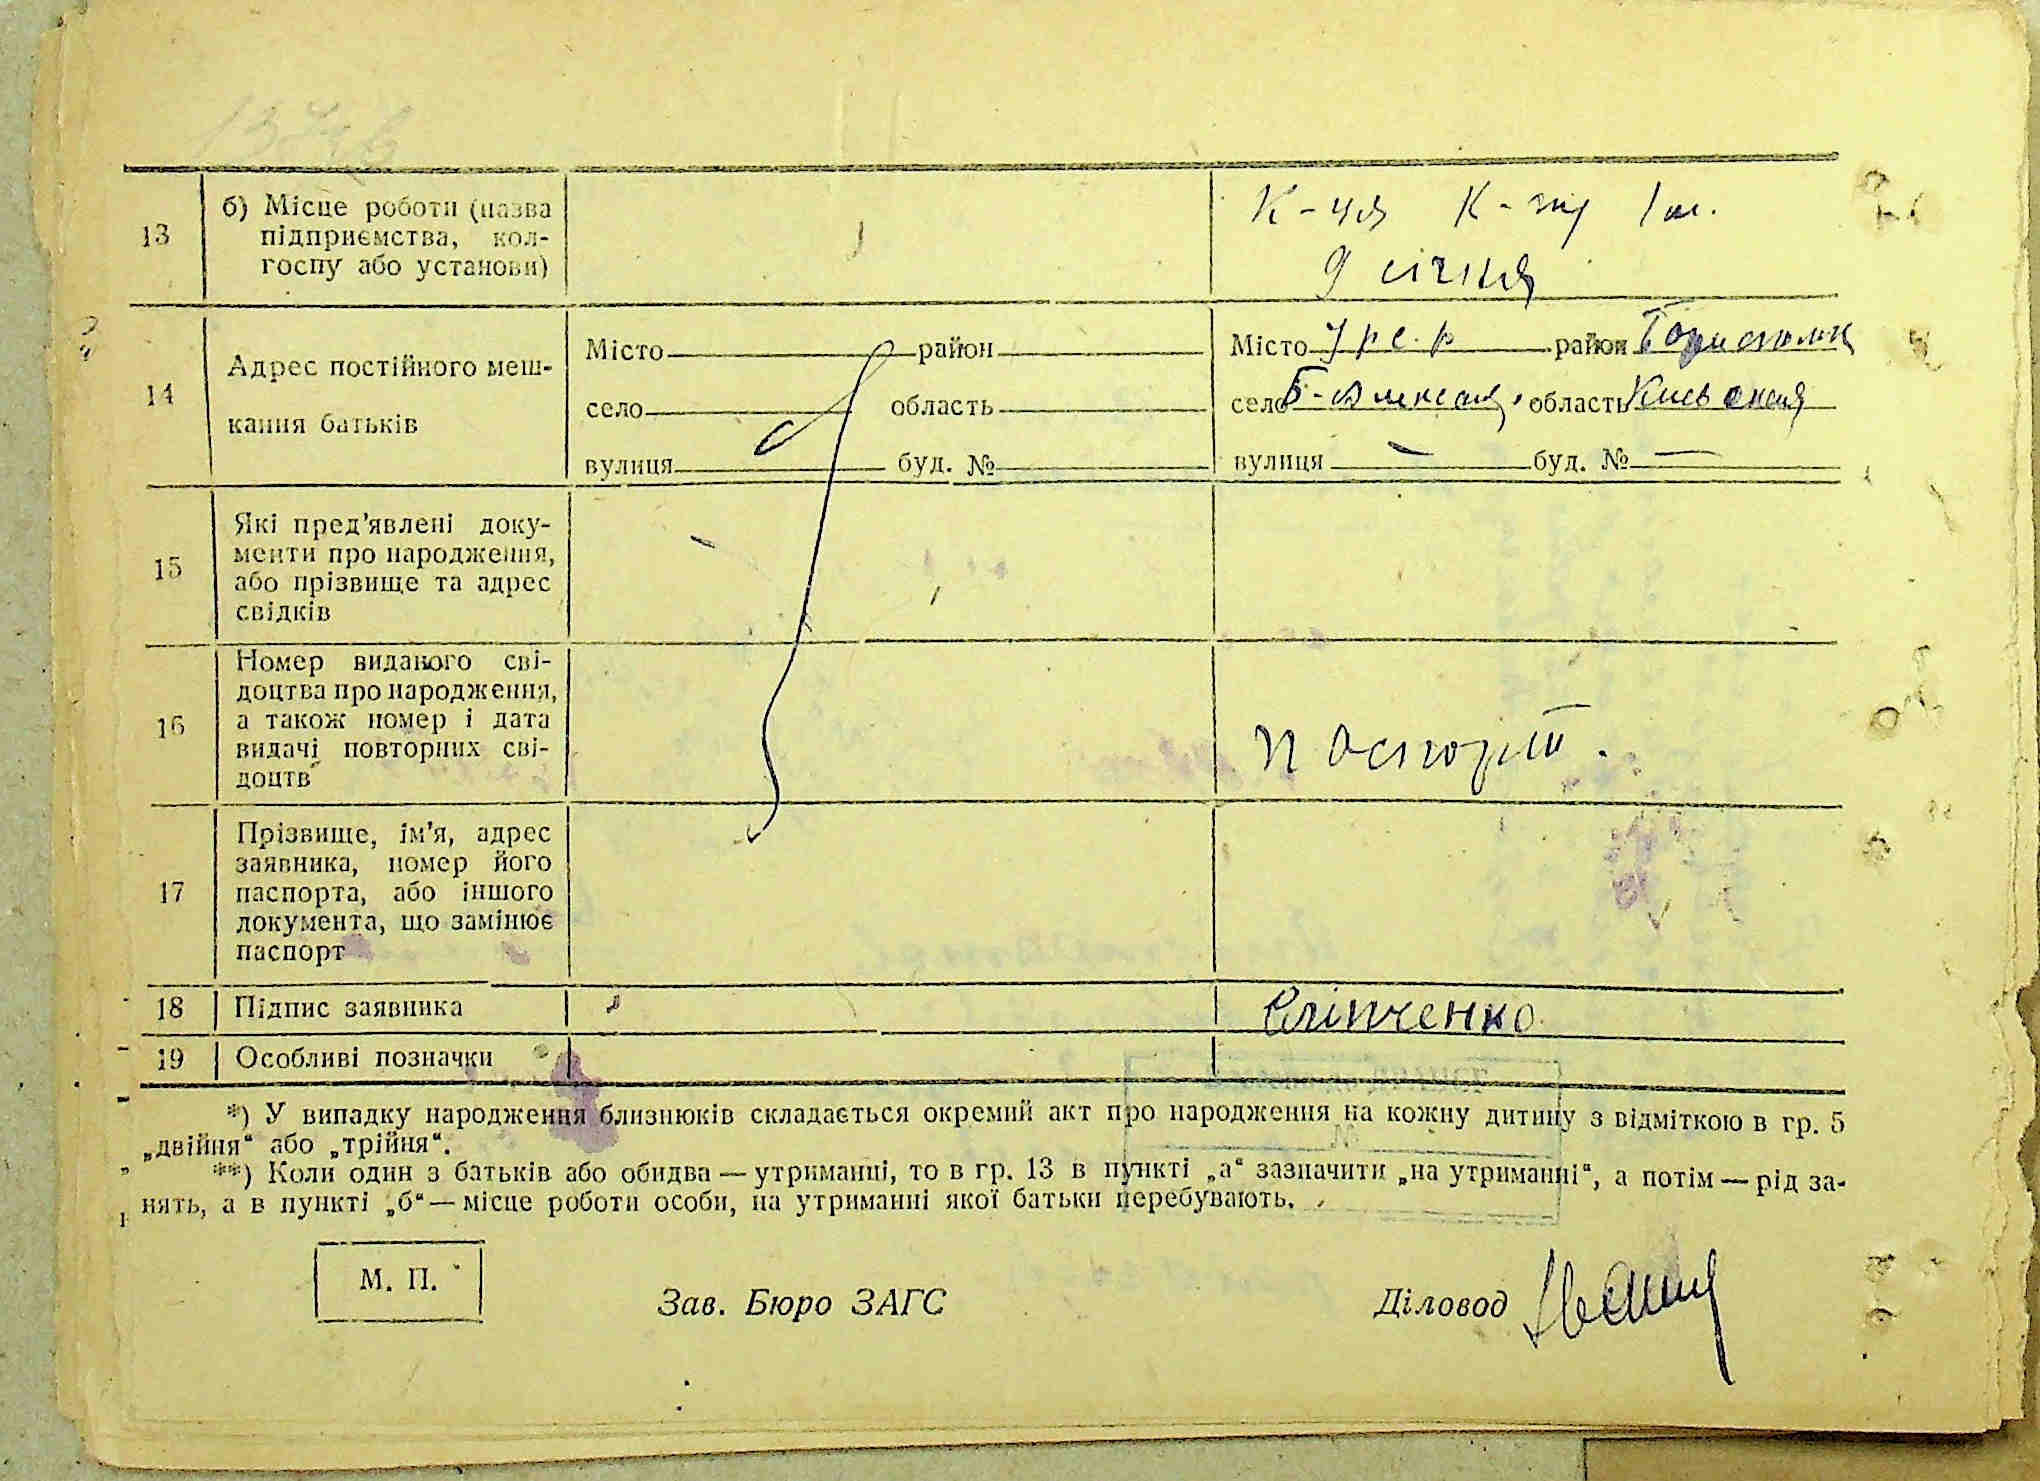 13
б) Місце роботи (назва
підприємства, кол-
госпу або установи)
9 січня
14
Адрес постійного меш-
кання батьків
Місто район
село область
вулиця буд. №
Місто район
село область Киевская
вулиця — буд. № —
15
Які пред'явлені доку-
менти про народження,
або прізвище та адрес
свідків
16
Номер виданого сві-
доцтва про народження,
а також номер і дата
видачі повторних сві-
доцтв
паспорт.
17
Прізвище, ім'я, адрес
заявника, номер його
паспорта, або іншого
документа, що замінює
паспорт
18 Підпис заявника Сліпченко
19 Особливі позначки
*) У випадку народження близнюків складається окремий акт про народження на кожну дитину з відміткою в гр. 5
„двійня“ або „трійня“.
**) Коли один з батьків або обидва — утриманці, то в гр. 13 в пункті „а“ зазначити „на утриманні“, а потім — рід за-
нять, а в пункті „б“ — місце роботи особи, на утриманні якої батьки перебувають.
М. П.
Зав. Бюро ЗАГС
Діловод